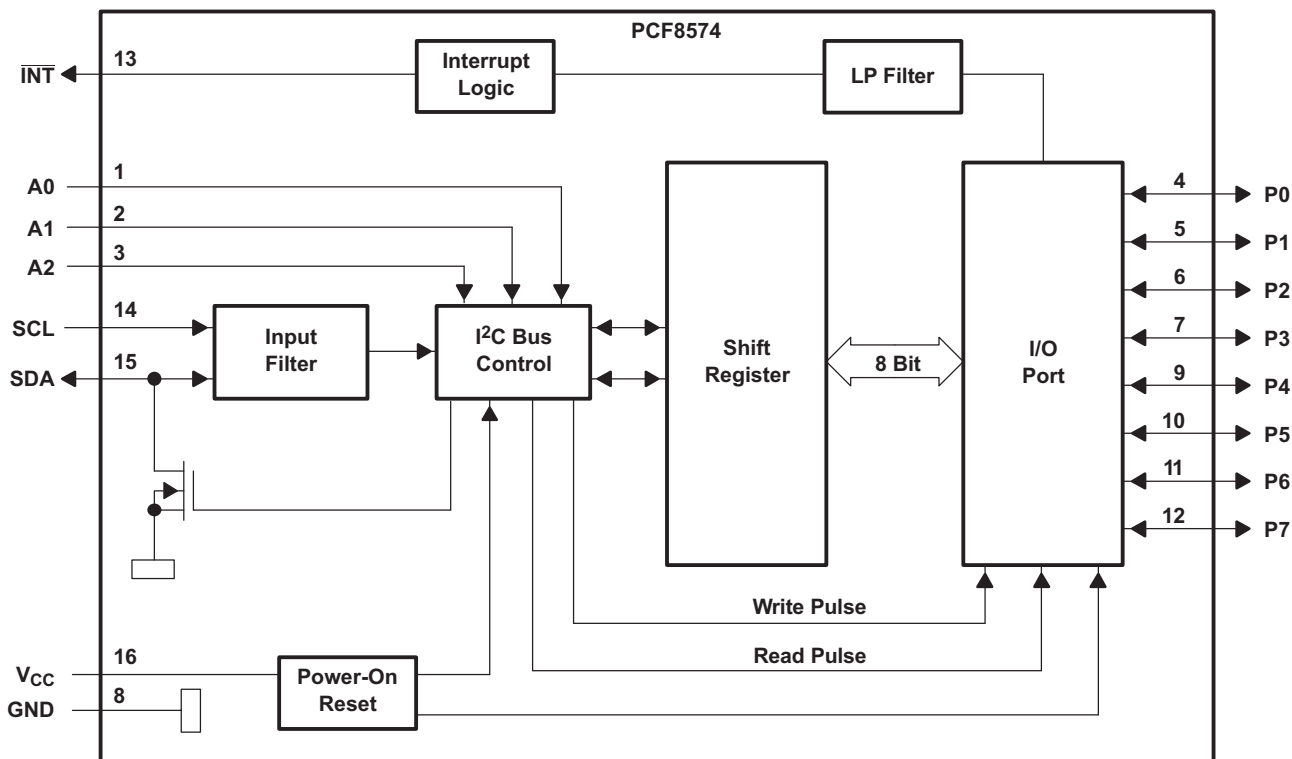 PCF8574
INT 13
Interrupt
Logic
LP Filter
A0 1
A1 2
A2 3
SCL 14
SDA 15
Input
Filter
I²C Bus
Control
Shift
Register
8 Bit
I/O
Port
4 P0
5 P1
6 P2
7 P3
9 P4
10 P5
11 P6
12 P7
Write Pulse
Read Pulse
VCC 16
GND 8
Power-On
Reset